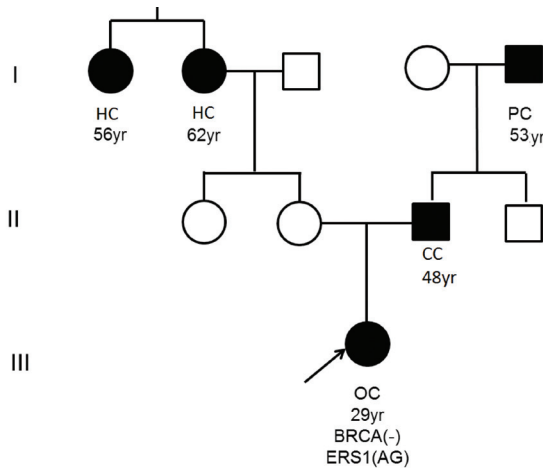 I
HC
56yr
HC
62yr
PC
53yr
II
CC
48yr
III
OC
29yr
BRCA(-)
ERS1(AG)